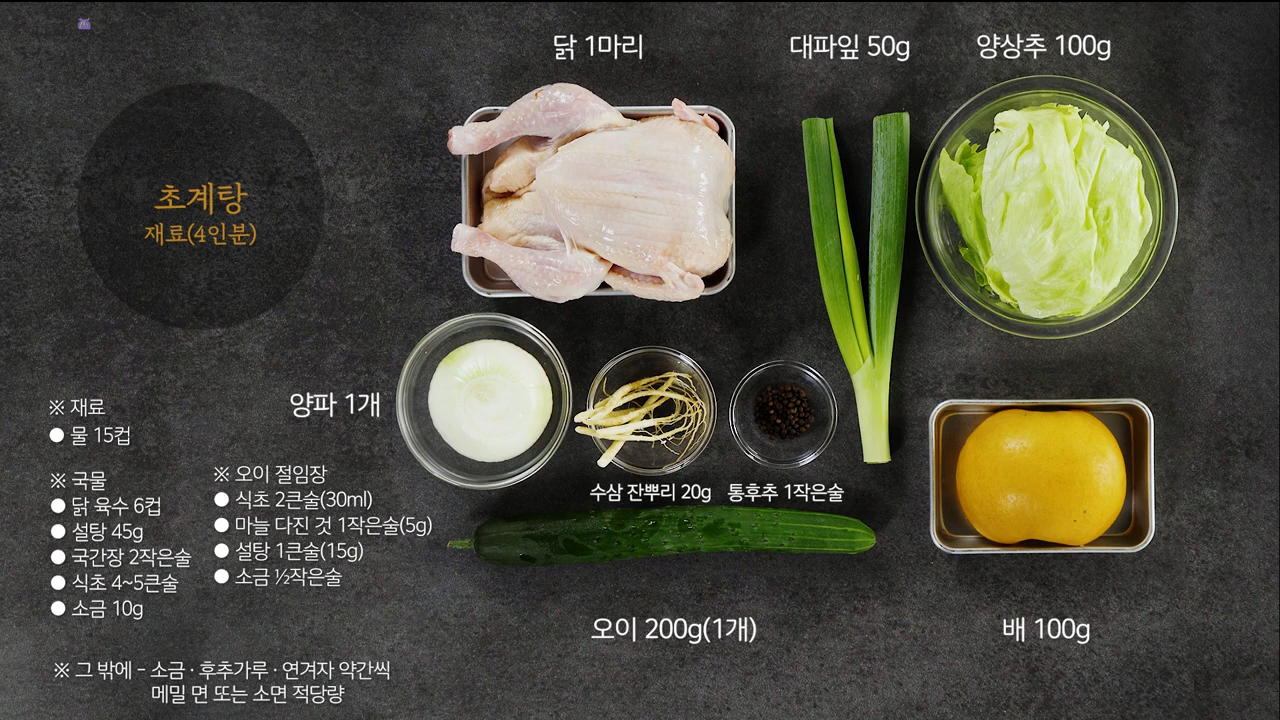 초계탕
재료(4인분)
닭 1마리
대파잎 50g
양상추 100g
양파 1개
수삼 잔뿌리 20g
통후추 1작은술
오이 200g(1개)
배 100g
※ 재료
● 물 15컵
※ 국물
● 닭 육수 6컵
● 설탕 45g
● 국간장 2작은술
● 식초 4~5큰술
● 소금 10g
※ 오이 절임장
● 식초 2큰술(30ml)
● 마늘 다진 것 1작은술(5g)
● 설탕 1큰술(15g)
● 소금 ½작은술
※ 그 밖에 - 소금 · 후추가루 · 연겨자 약간씩
메밀 면 또는 소면 적당량